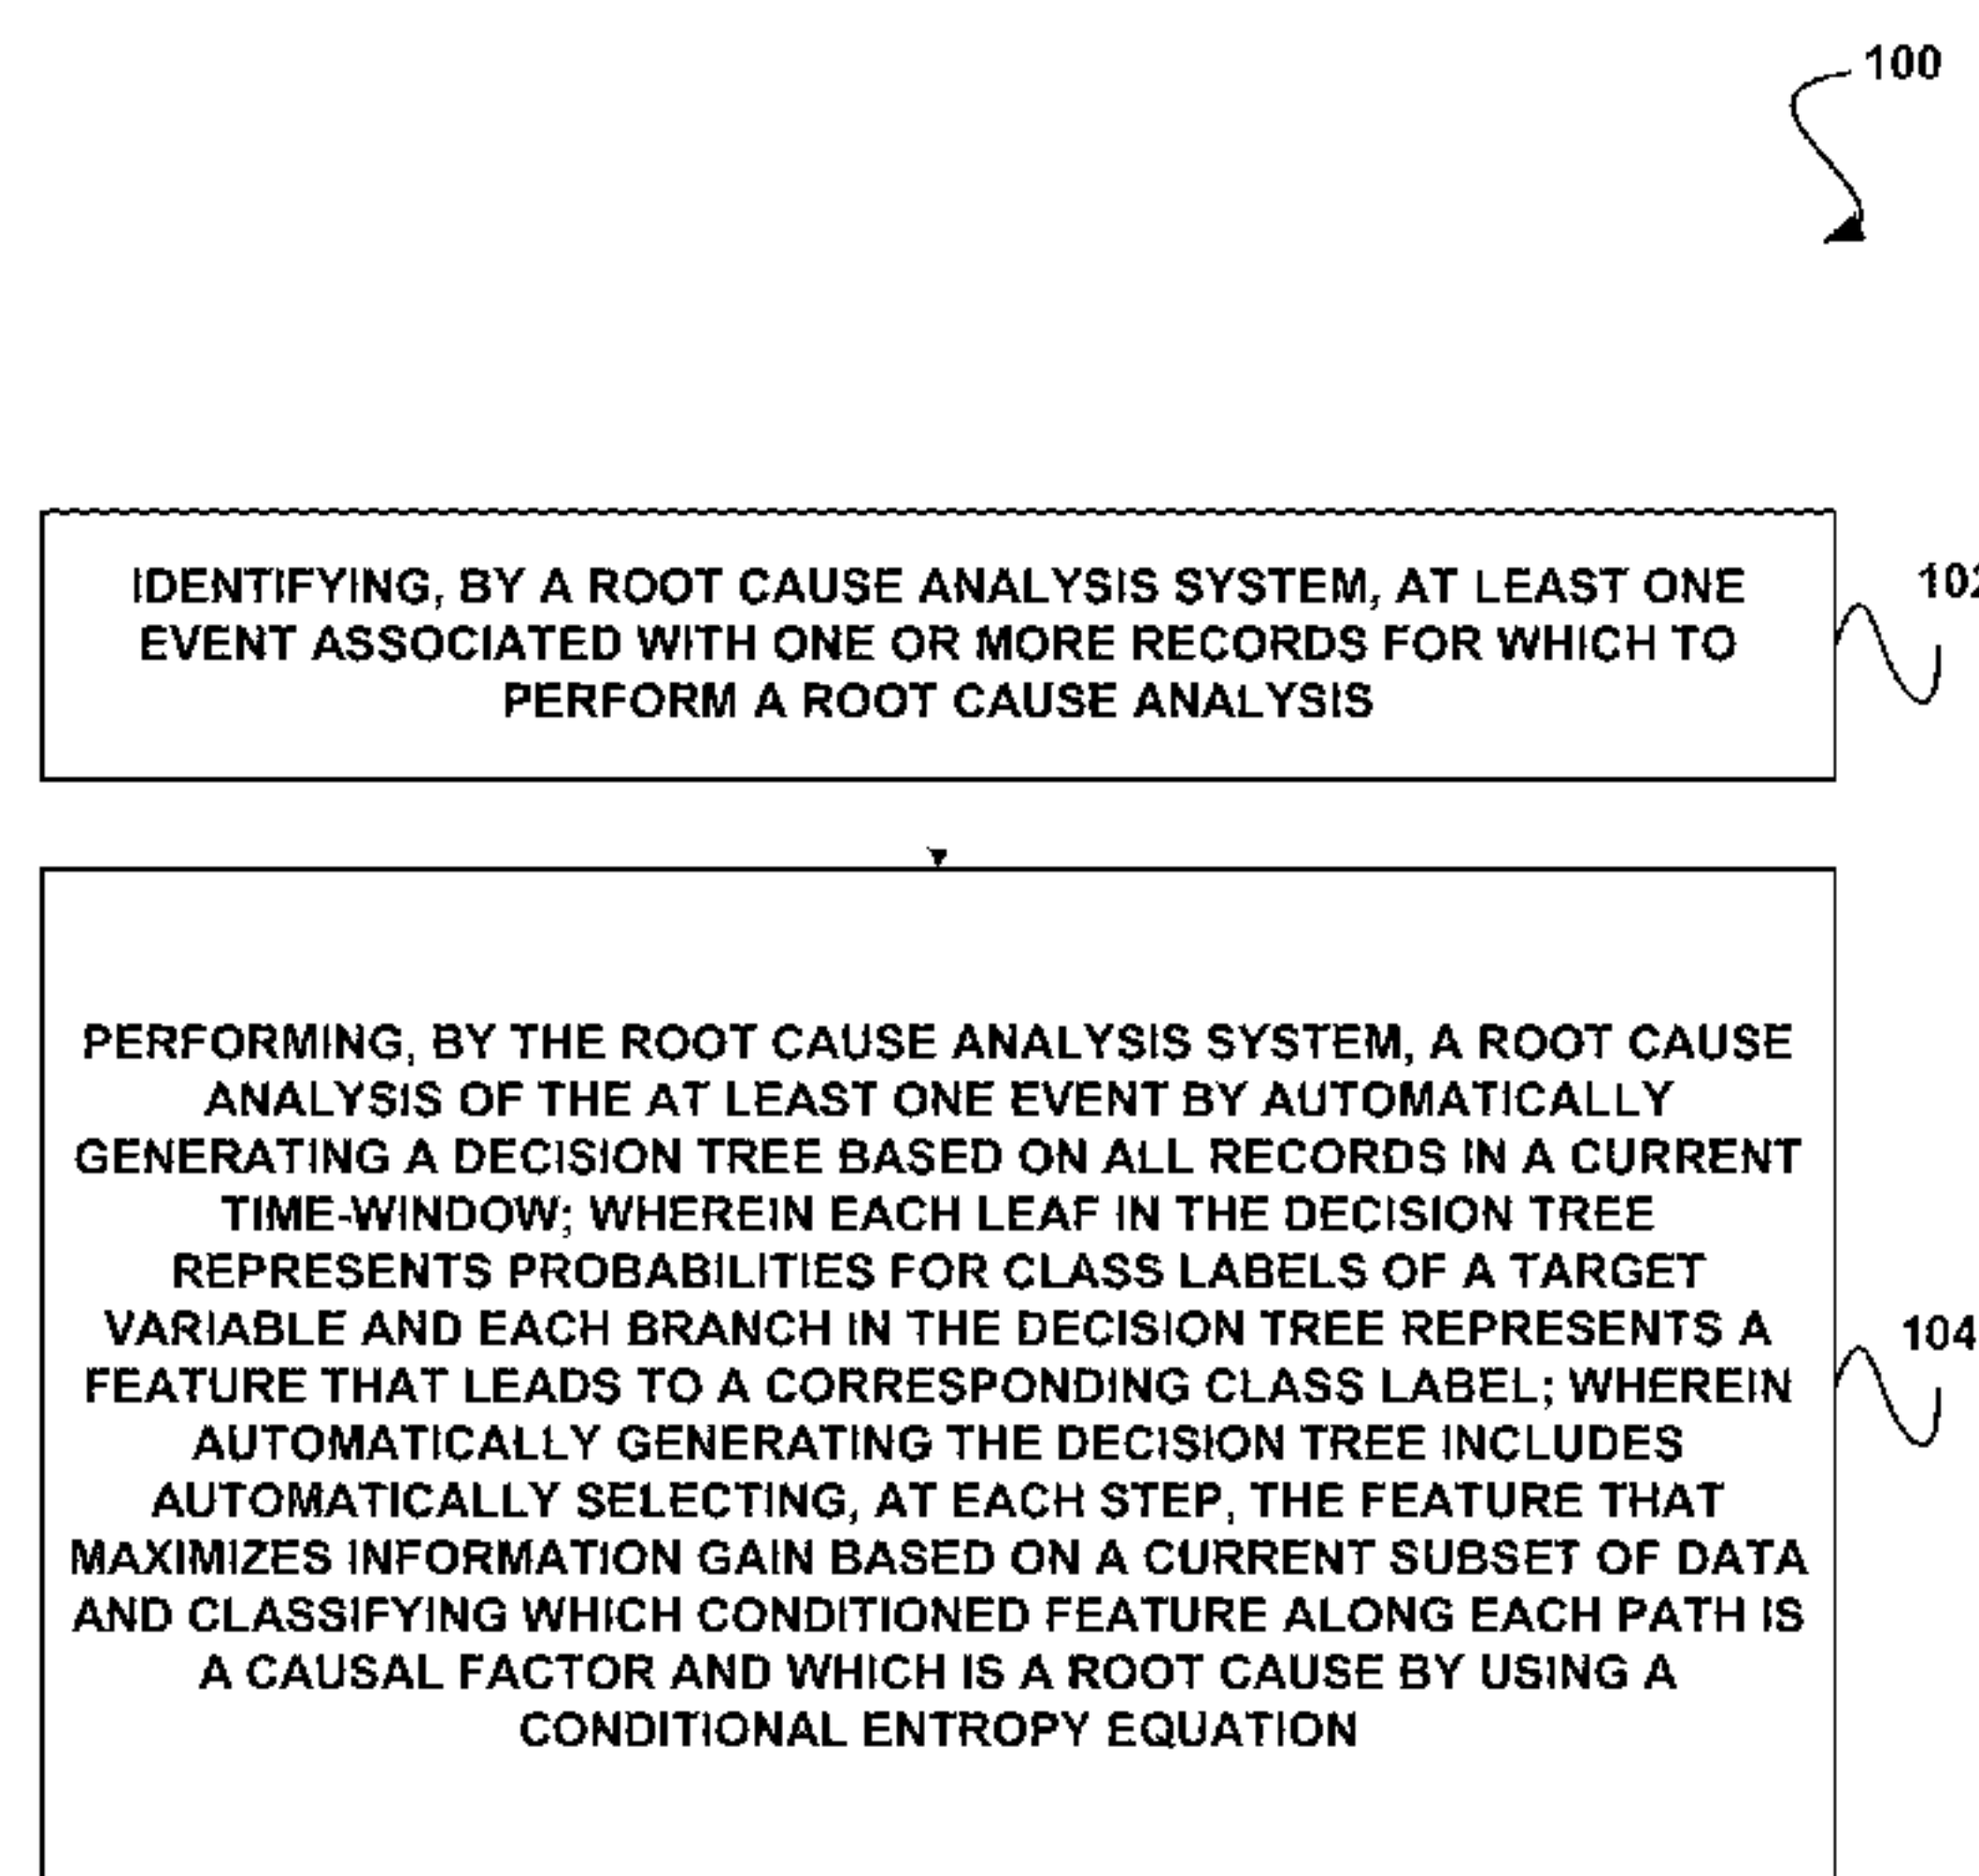 100
IDENTIFYING, BY A ROOT CAUSE ANALYSIS SYSTEM, AT LEAST ONE
EVENT ASSOCIATED WITH ONE OR MORE RECORDS FOR WHICH TO
PERFORM A ROOT CAUSE ANALYSIS
102
PERFORMING, BY THE ROOT CAUSE ANALYSIS SYSTEM, A ROOT CAUSE
ANALYSIS OF THE AT LEAST ONE EVENT BY AUTOMATICALLY
GENERATING A DECISION TREE BASED ON ALL RECORDS IN A CURRENT
TIME-WINDOW; WHEREIN EACH LEAF IN THE DECISION TREE
REPRESENTS PROBABILITIES FOR CLASS LABELS OF A TARGET
VARIABLE AND EACH BRANCH IN THE DECISION TREE REPRESENTS A
FEATURE THAT LEADS TO A CORRESPONDING CLASS LABEL; WHEREIN
AUTOMATICALLY GENERATING THE DECISION TREE INCLUDES
AUTOMATICALLY SELECTING, AT EACH STEP, THE FEATURE THAT
MAXIMIZES INFORMATION GAIN BASED ON A CURRENT SUBSET OF DATA
AND CLASSIFYING WHICH CONDITIONED FEATURE ALONG EACH PATH IS
A CAUSAL FACTOR AND WHICH IS A ROOT CAUSE BY USING A
CONDITIONAL ENTROPY EQUATION
104